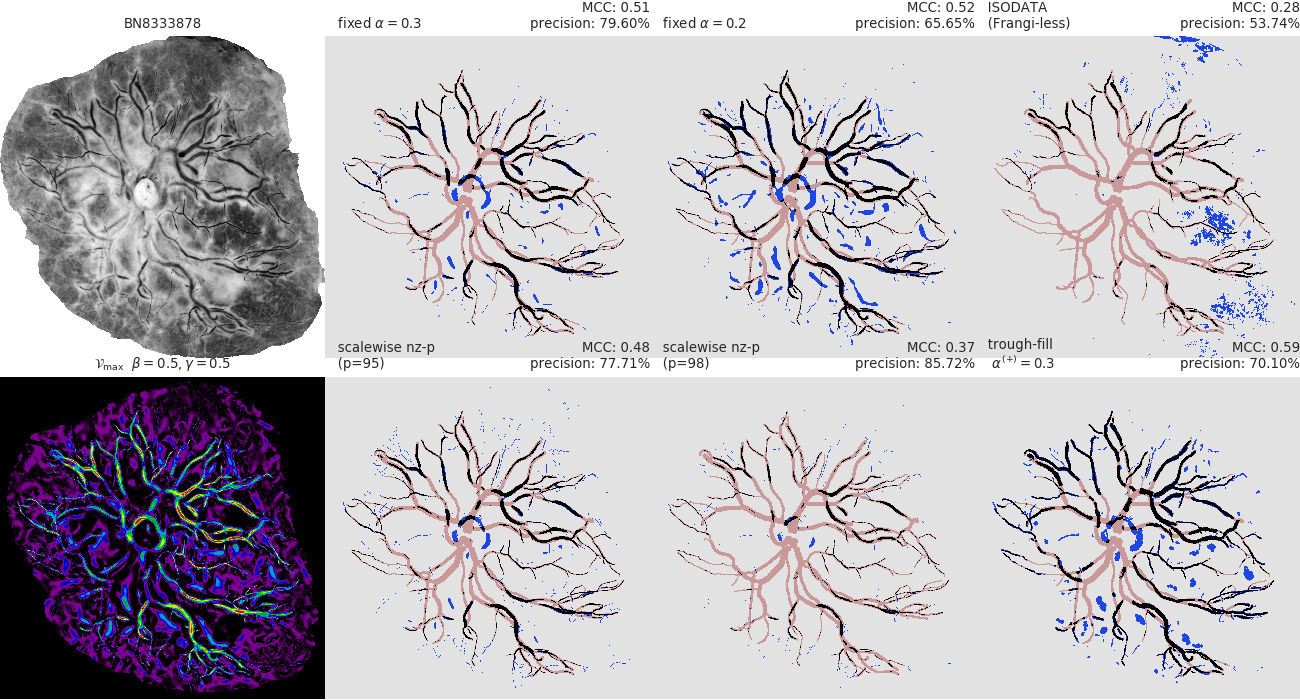 BN8333878
fixed α = 0.3
MCC: 0.51
precision: 79.60%
fixed α = 0.2
MCC: 0.52
precision: 65.65%
ISODATA
(Frangi-less)
MCC: 0.28
precision: 53.74%
𝒱max β = 0.5, γ = 0.5
scalewise nz-p
(p=95)
MCC: 0.48
precision: 77.71%
scalewise nz-p
(p=98)
MCC: 0.37
precision: 85.72%
trough-fill
α(+) = 0.3
MCC: 0.59
precision: 70.10%